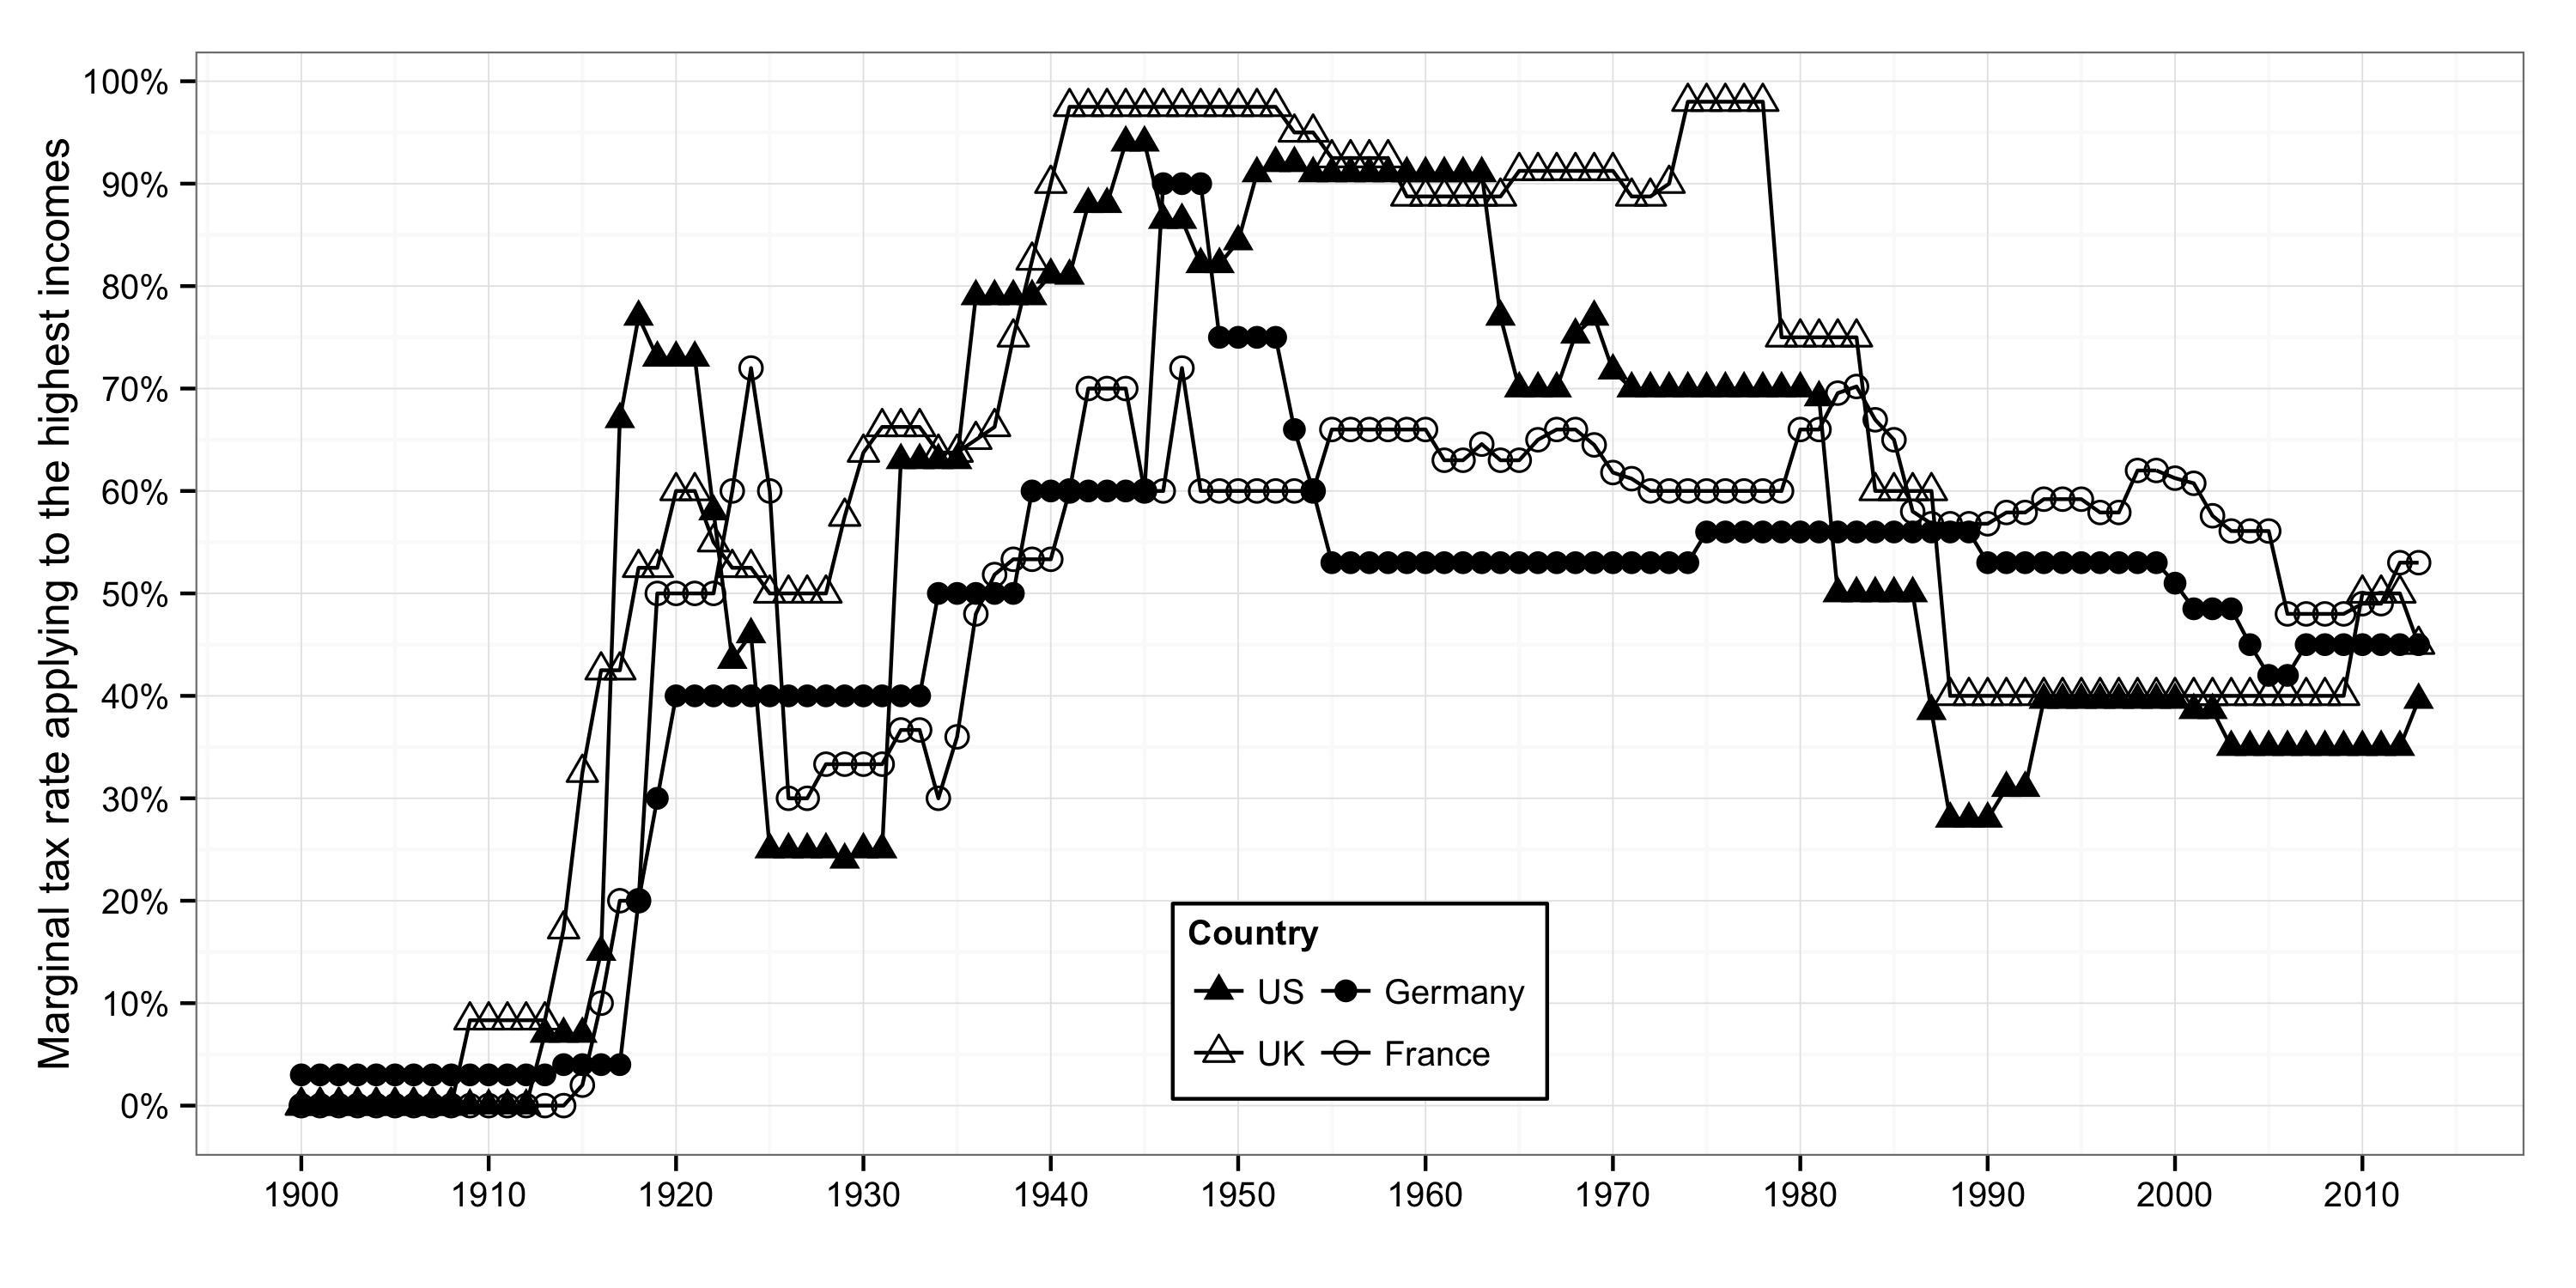 Marginal tax rate applying to the highest incomes
100%
90%
80%
70%
60%
50%
40%
30%
20%
10%
0%
Country
US Germany
UK France
1900 1910 1920 1930 1940 1950 1960 1970 1980 1990 2000 2010